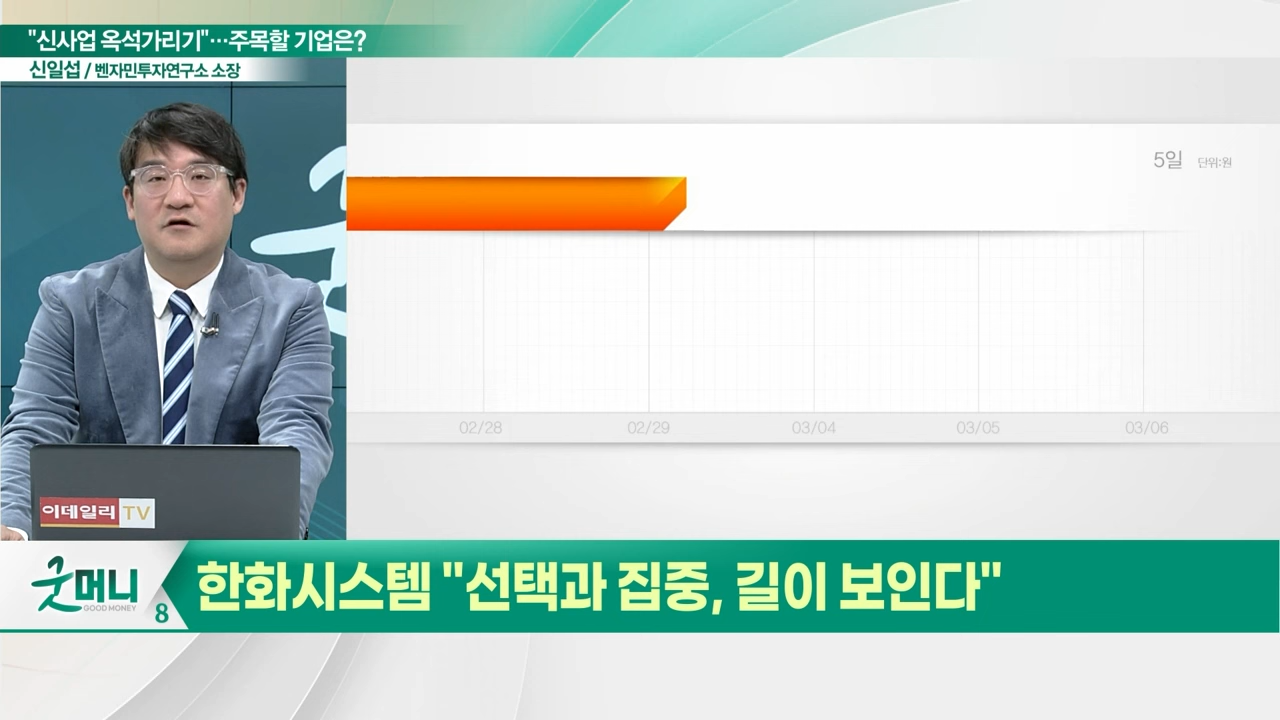 "신사업 옥석가리기"…주목할 기업은?
신일섭 / 벤자민투자연구소 소장
5일 단위:원
02/28 02/29 03/04 03/05 03/06
이데일리 TV
굿머니
GOOD MONEY
8
한화시스템 "선택과 집중, 길이 보인다"